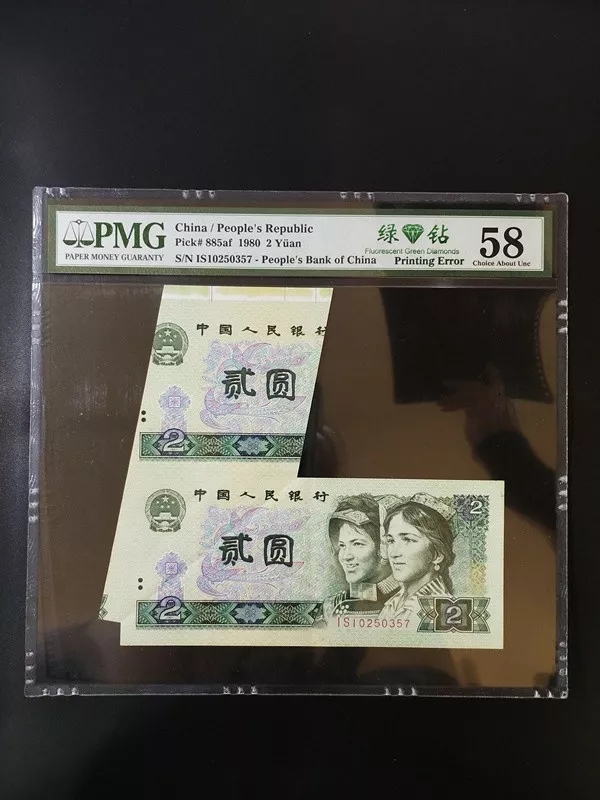 PMG
PAPER MONEY GUARANTY
China / People's Republic
Pick# 885af 1980 2 Yüan
S/N IS10250357 - People's Bank of China
绿 钻
Fluorescent Green Diamonds
Printing Error
58
Choice About Unc
中国人民银行
贰圆
2
中国人民银行
贰圆
2
2
IS10250357
2